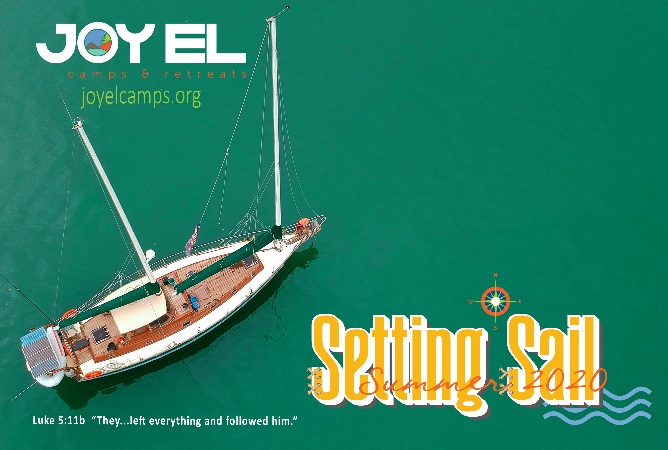 JOY EL
camps & retreats
joyelcamps.org
N
W E
S
Setting Sail
Summer 2020
Luke 5:11b "They...left everything and followed him."